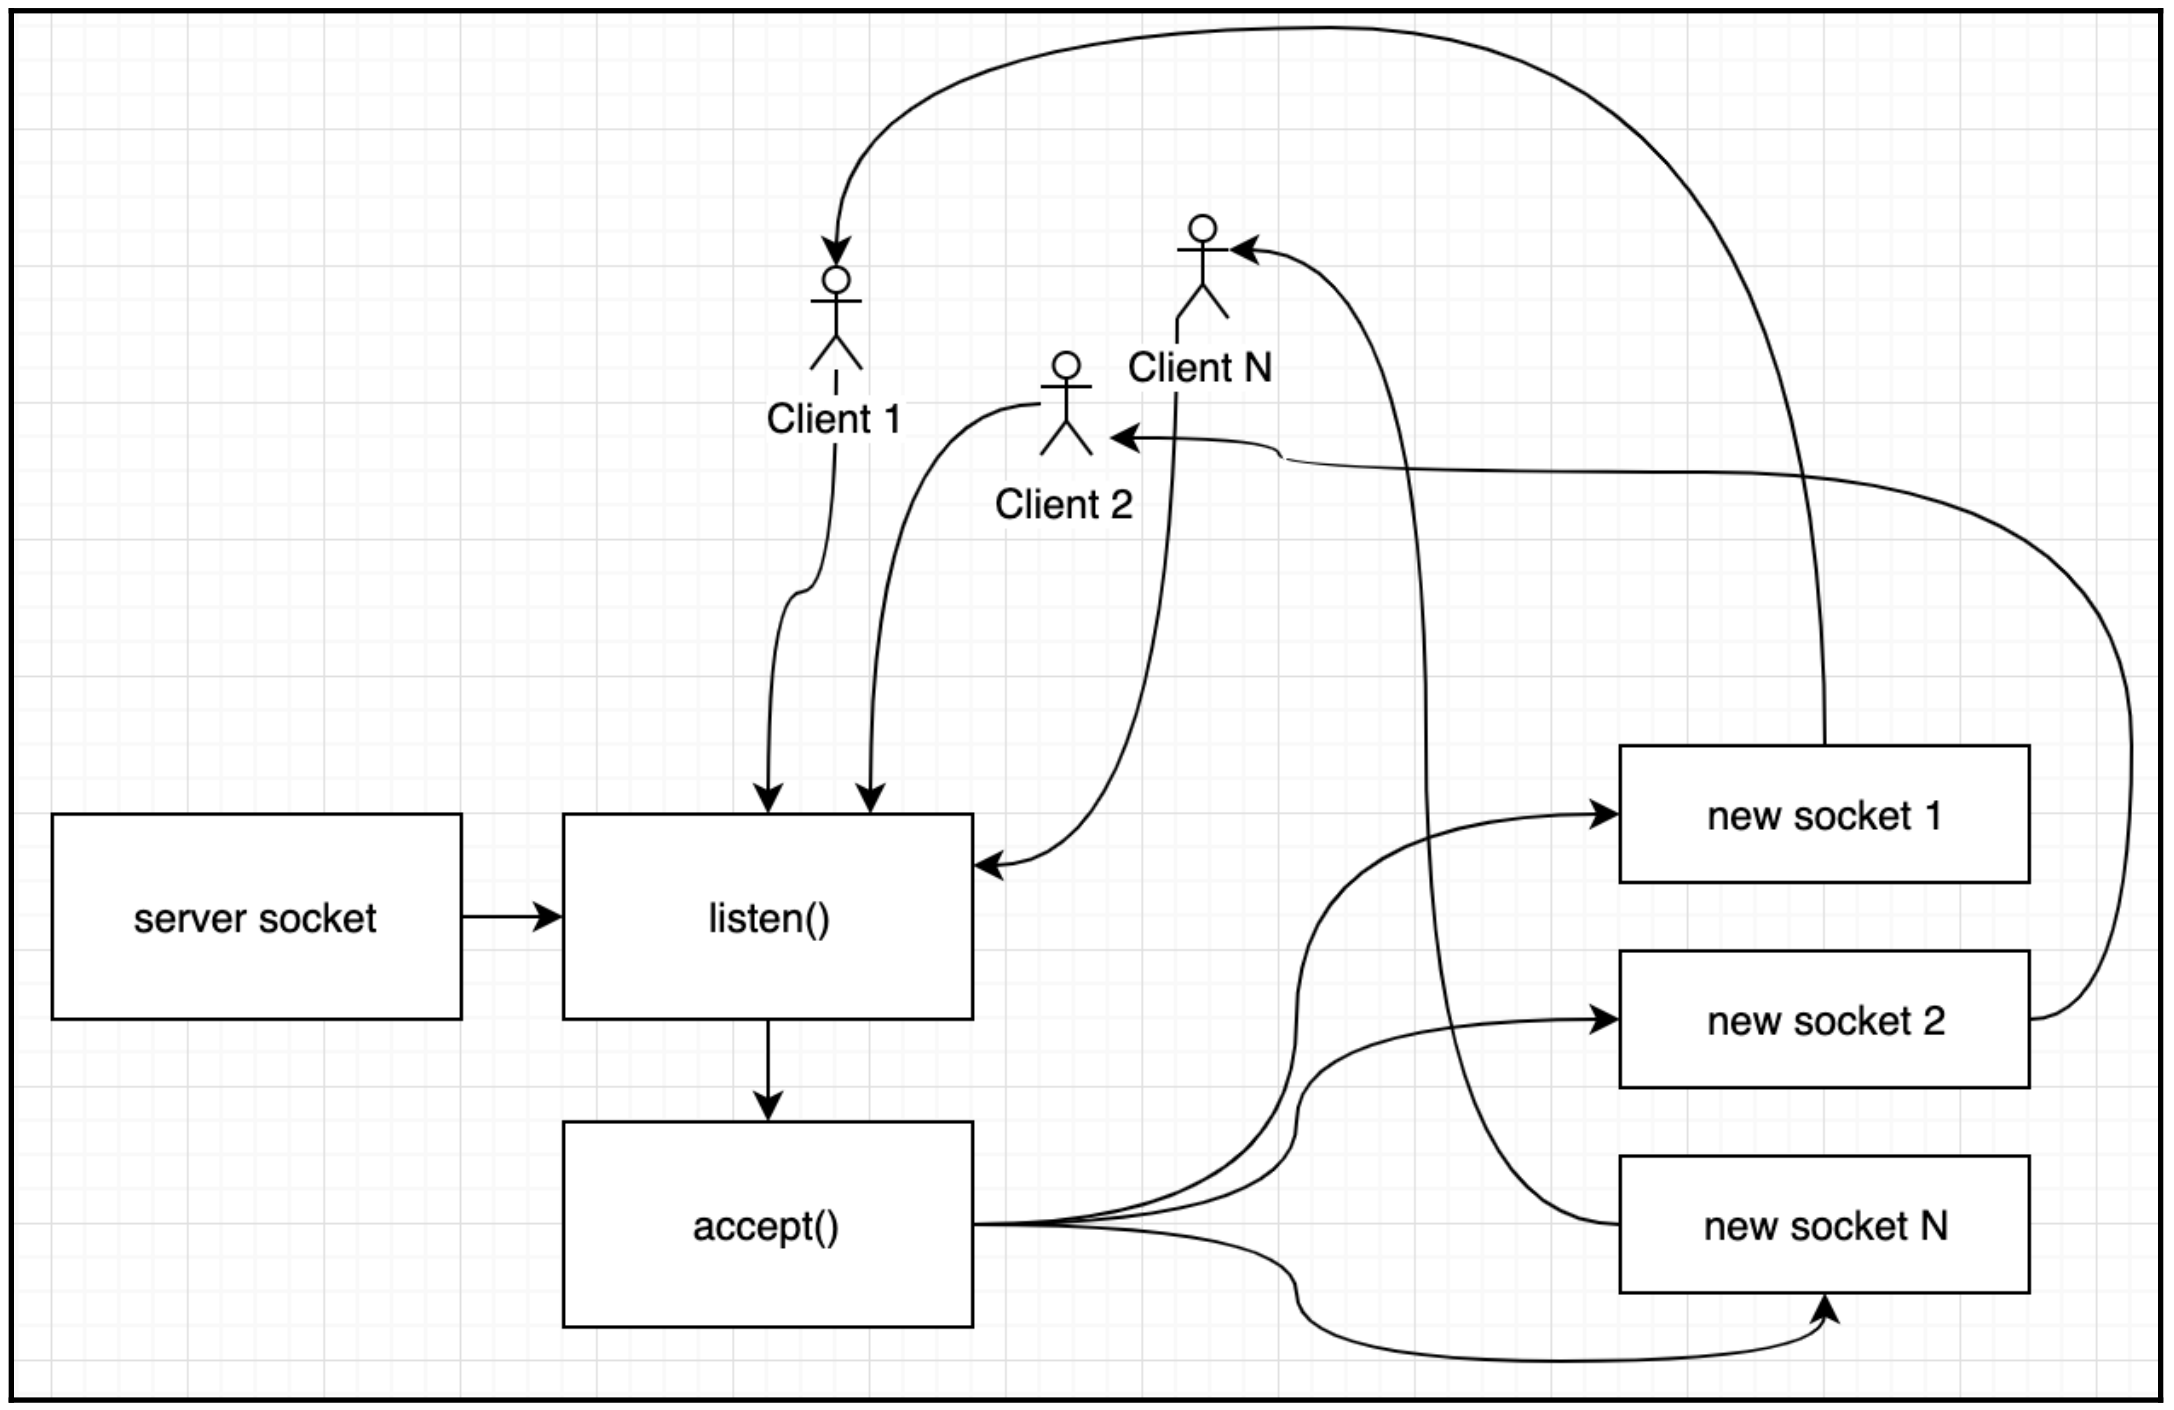 Client N
Client 1
Client 2
new socket 1
server socket
listen()
new socket 2
accept()
new socket N